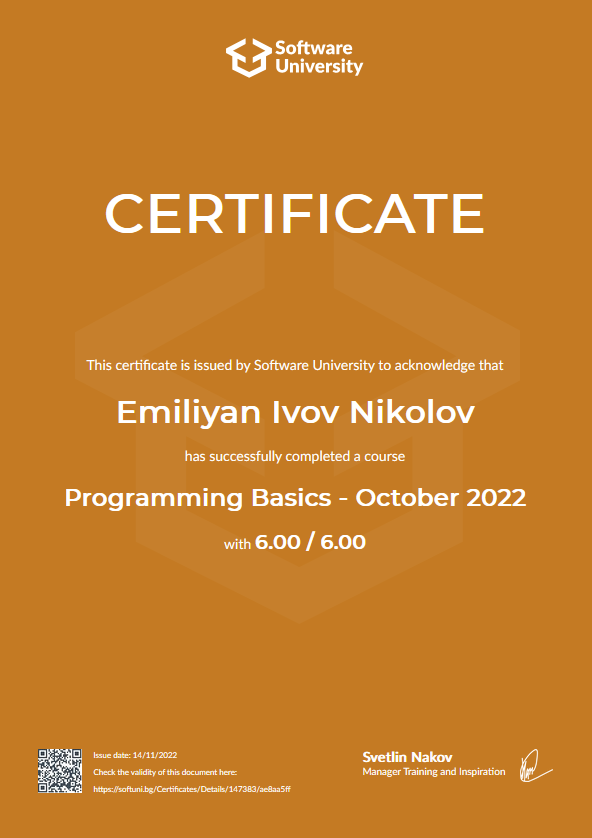 Software
University
CERTIFICATE
This certificate is issued by Software University to acknowledge that
Emiliyan Ivov Nikolov
has successfully completed a course
Programming Basics - October 2022
with 6.00 / 6.00
Issue date: 14/11/2022
Check the validity of this document here:
https://softuni.bg/Certificates/Details/147383/ae8aa5ff
Svetlin Nakov
Manager Training and Inspiration